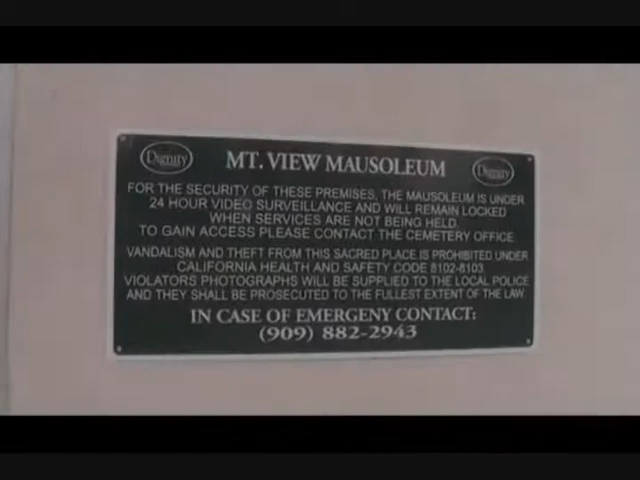 Dignity MT. VIEW MAUSOLEUM Dignity
FOR THE SECURITY OF THESE PREMISES, THE MAUSOLEUM IS UNDER
24 HOUR VIDEO SURVEILLANCE AND WILL REMAIN LOCKED
WHEN SERVICES ARE NOT BEING HELD.
TO GAIN ACCESS PLEASE CONTACT THE CEMETERY OFFICE
VANDALISM AND THEFT FROM THIS SACRED PLACE IS PROHIBITED UNDER
CALIFORNIA HEALTH AND SAFETY CODE 8102-8103
VIOLATORS PHOTOGRAPHS WILL BE SUPPLIED TO THE LOCAL POLICE
AND THEY SHALL BE PROSECUTED TO THE FULLEST EXTENT OF THE LAW
IN CASE OF EMERGENY CONTACT:
(909) 882-2943